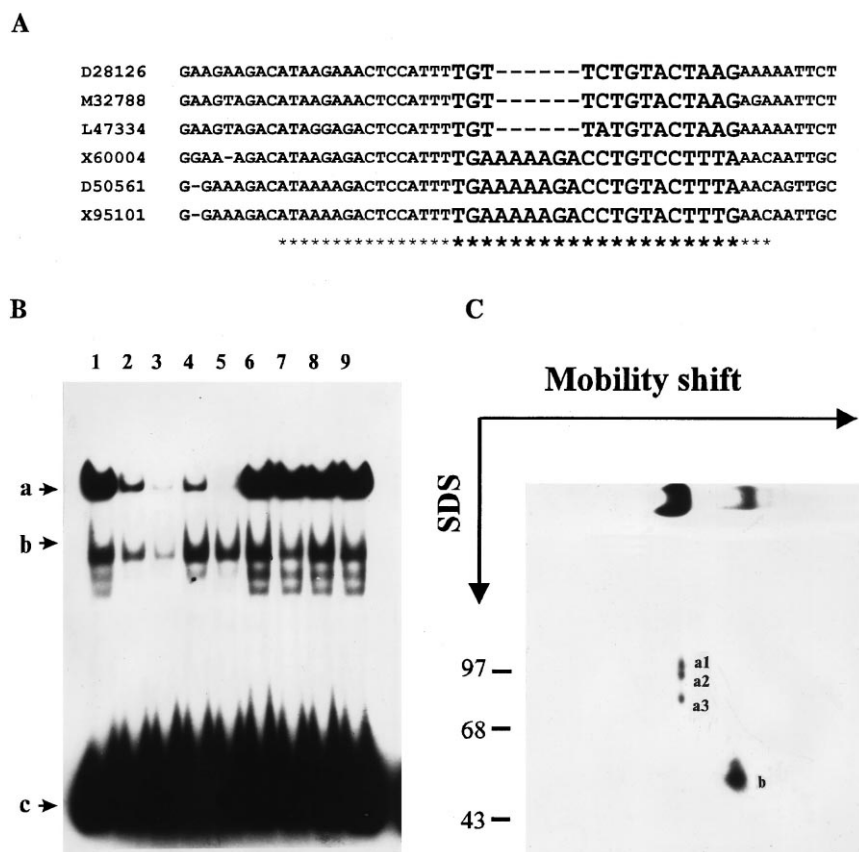 A
D28126 GAAGAAGACATAAGAAACTCCATTTTGT------TCTGTACTAAGAAAAATTCT
M32788 GAAGTAGACATAAGAAACTCCATTTTGT------TCTGTACTAAGAGAAATTCT
L47334 GAAGTAGACATAGGAGACTCCATTTTGT------TATGTACTAAGAAAAATTCT
X60004 GGAA-AGACATAAGAGACTCCATTTTGAAAAAGACCTGTCCTTTAAACAATTGC
D50561 G-GAAAGACATAAAAGACTCCATTTTGAAAAAGACCTGTACTTTAAACAGTTGC
X95101 G-GAAAGACATAAAAGACTCCATTTTGAAAAAGACCTGTACTTTGAACAATTGC
***************************************
B
1 2 3 4 5 6 7 8 9
a
b
c
C
Mobility shift
SDS
97
68
43
a1
a2
a3
b